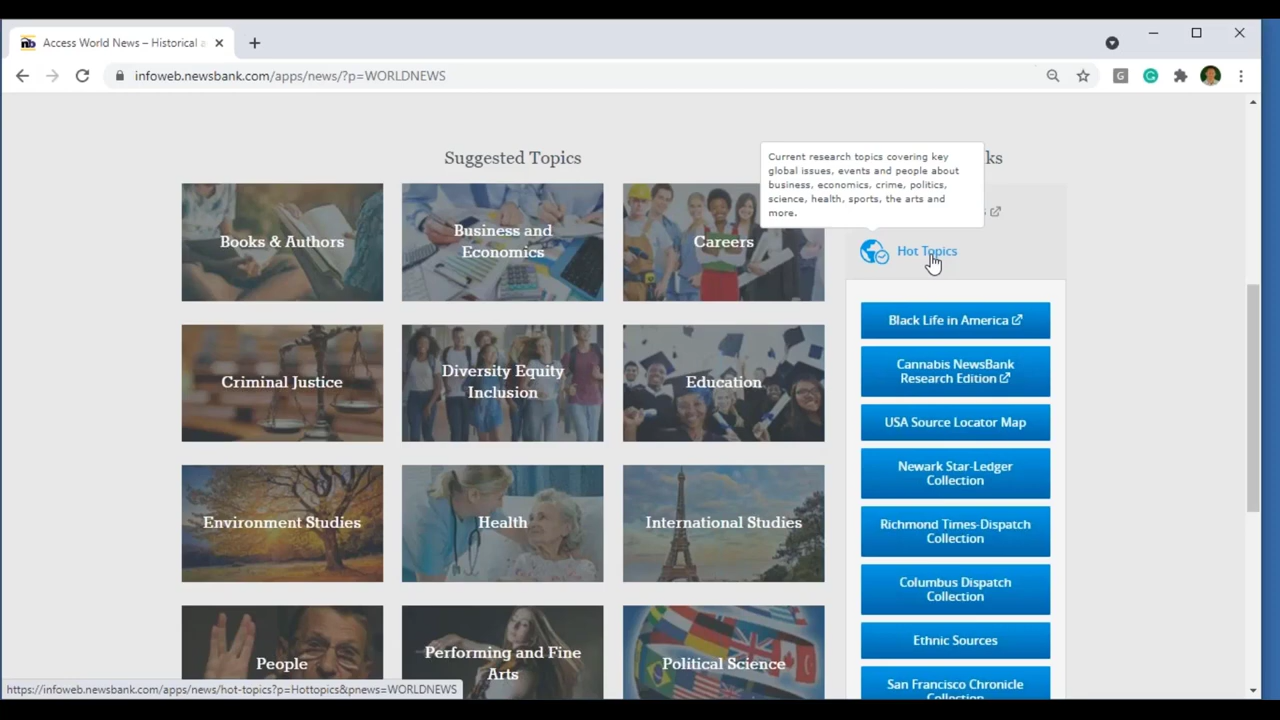 Access World News – Historical a
infoweb.newsbank.com/apps/news/?p=WORLDNEWS
Suggested Topics
ks
Current research topics covering key
global issues, events and people about
business, economics, crime, politics,
science, health, sports, the arts and
more.
Hot Topics
Books & Authors
Business and
Economics
Careers
Criminal Justice
Diversity Equity
Inclusion
Education
Environment Studies
Health
International Studies
People
Performing and Fine
Arts
Political Science
Black Life in America
Cannabis NewsBank
Research Edition
USA Source Locator Map
Newark Star-Ledger
Collection
Richmond Times-Dispatch
Collection
Columbus Dispatch
Collection
Ethnic Sources
San Francisco Chronicle
Collection
https://infoweb.newsbank.com/apps/news/hot-topics?p=Hottopics&pnews=WORLDNEWS